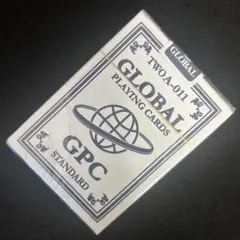 GLOBAL
TWOA-011
GLOBAL
PLAYING CARDS
GPC
STANDARD